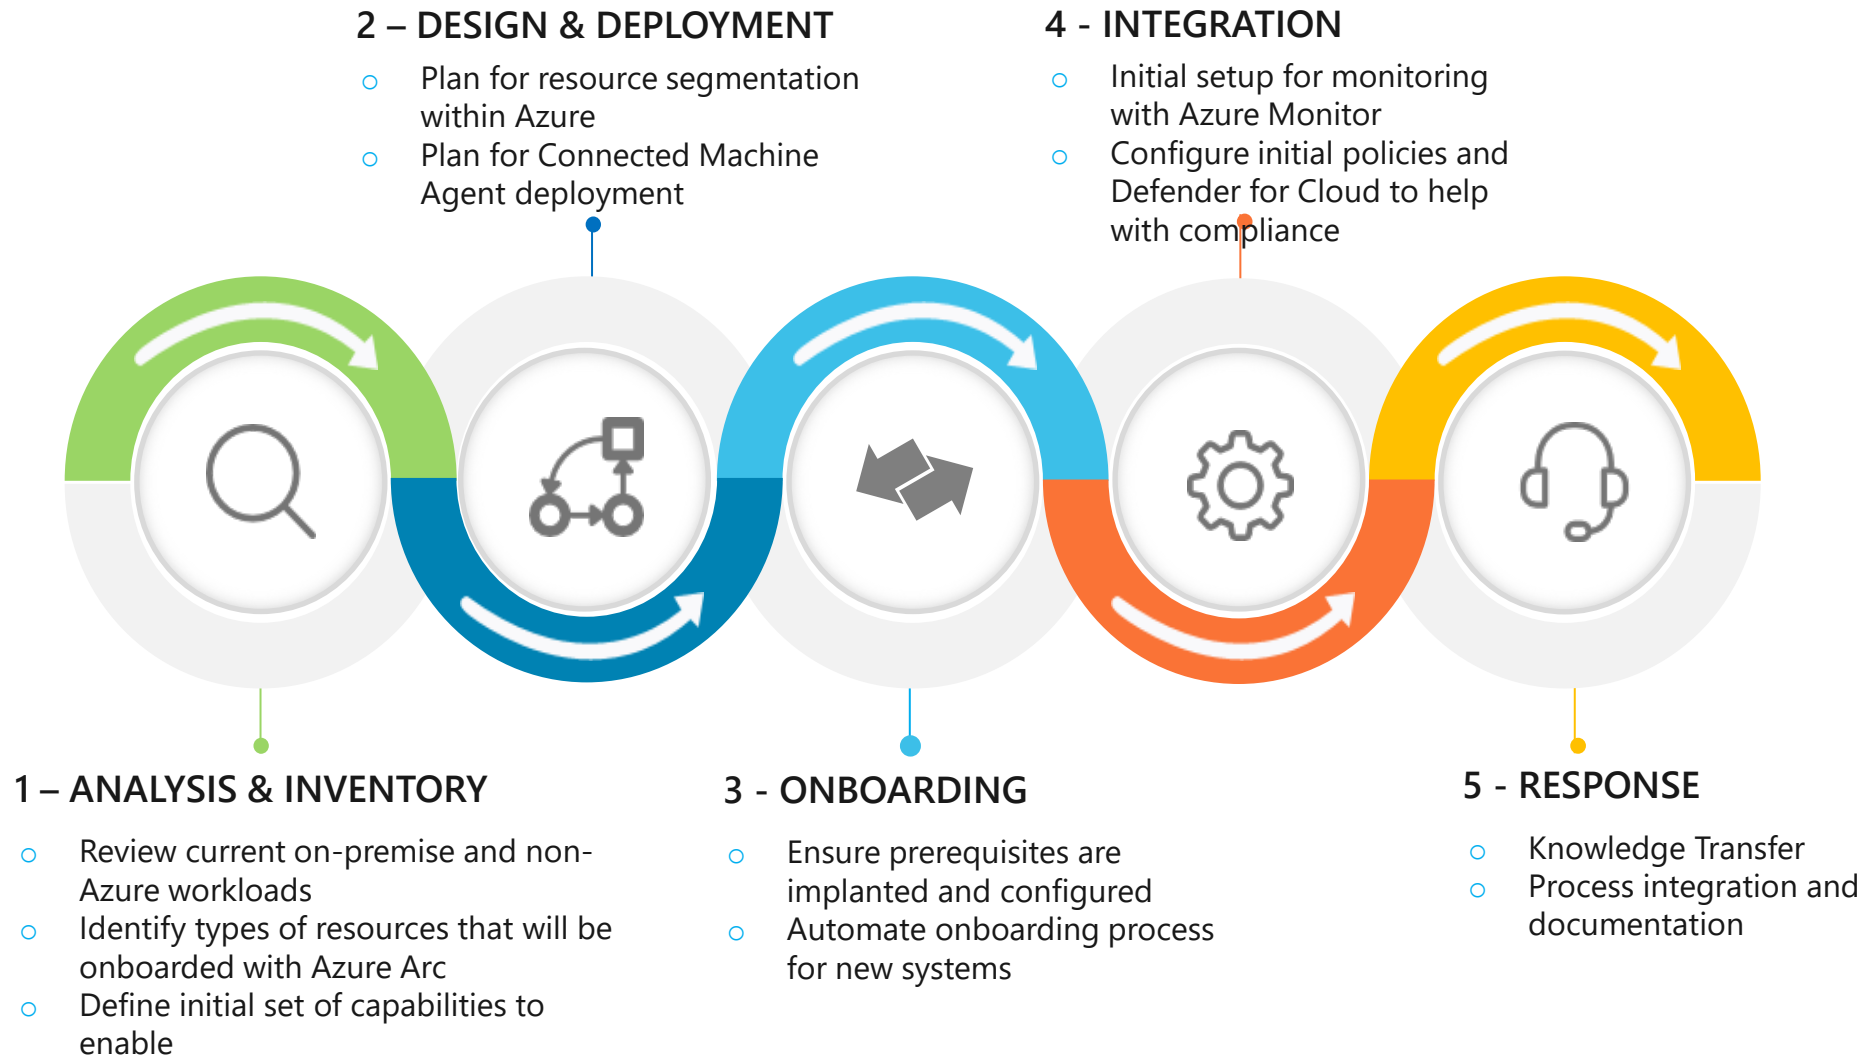 2 – DESIGN & DEPLOYMENT
○ Plan for resource segmentation
within Azure
○ Plan for Connected Machine
Agent deployment
4 - INTEGRATION
○ Initial setup for monitoring
with Azure Monitor
○ Configure initial policies and
Defender for Cloud to help
with compliance
1 – ANALYSIS & INVENTORY
○ Review current on-premise and non-
Azure workloads
○ Identify types of resources that will be
onboarded with Azure Arc
○ Define initial set of capabilities to
enable
3 - ONBOARDING
○ Ensure prerequisites are
implanted and configured
○ Automate onboarding process
for new systems
5 - RESPONSE
○ Knowledge Transfer
○ Process integration and
documentation